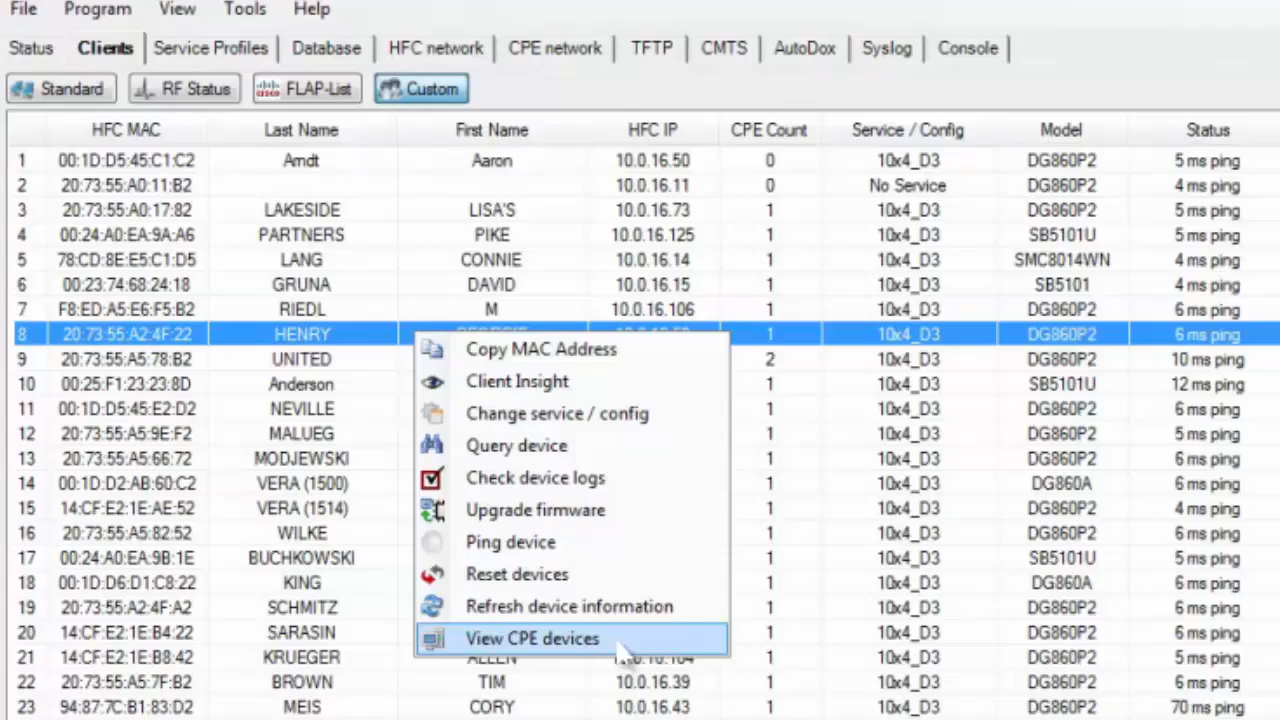 File Program View Tools Help
Status Clients Service Profiles Database HFC network CPE network TFTP CMTS AutoDox Syslog Console
Standard RF Status FLAP-List Custom
HFC MAC Last Name First Name HFC IP CPE Count Service / Config Model Status
1 00:1D:D5:45:C1:C2 Arndt Aaron 10.0.16.50 0 10x4_D3 DG860P2 5 ms ping
2 20:73:55:A0:11:B2 10.0.16.11 0 No Service DG860P2 4 ms ping
3 20:73:55:A0:17:82 LAKESIDE LISA'S 10.0.16.73 1 10x4_D3 DG860P2 5 ms ping
4 00:24:A0:EA:9A:A6 PARTNERS PIKE 10.0.16.125 1 10x4_D3 SB5101U 5 ms ping
5 78:CD:8E:E5:C1:D5 LANG CONNIE 10.0.16.14 1 10x4_D3 SMC8014WN 4 ms ping
6 00:23:74:68:24:18 GRUNA DAVID 10.0.16.15 1 10x4_D3 SB5101 4 ms ping
7 F8:ED:A5:E6:F5:B2 RIEDL M 10.0.16.106 1 10x4_D3 DG860P2 6 ms ping
8 20:73:55:A2:4F:22 HENRY 1 10x4_D3 DG860P2 6 ms ping
Copy MAC Address
9 20:73:55:A5:78:B2 UNITED 2 10x4_D3 DG860P2 10 ms ping
Client Insight
10 00:25:F1:23:23:8D Anderson 1 10x4_D3 SB5101U 12 ms ping
11 00:1D:D5:45:E2:D2 NEVILLE Change service / config 1 10x4_D3 DG860P2 6 ms ping
12 20:73:55:A5:9E:F2 MALUEG 1 10x4_D3 DG860P2 6 ms ping
Query device
13 20:73:55:A5:66:72 MODJEWSKI 1 10x4_D3 DG860P2 6 ms ping
Check device logs
14 00:1D:D2:AB:60:C2 VERA (1500) 1 10x4_D3 DG860A 6 ms ping
15 14:CF:E2:1E:AE:52 VERA (1514) Upgrade firmware 1 10x4_D3 DG860P2 4 ms ping
16 20:73:55:A5:82:52 WILKE 1 10x4_D3 DG860P2 6 ms ping
Ping device
17 00:24:A0:EA:9B:1E BUCHKOWSKI 1 10x4_D3 SB5101U 5 ms ping
Reset devices
18 00:1D:D6:D1:C8:22 KING 1 10x4_D3 DG860A 6 ms ping
19 20:73:55:A2:4F:A2 SCHMITZ Refresh device information 1 10x4_D3 DG860P2 6 ms ping
20 14:CF:E2:1E:B4:22 SARASIN View CPE devices 1 10x4_D3 DG860P2 6 ms ping
21 14:CF:E2:1E:B8:42 KRUEGER ALLEN 1 10x4_D3 DG860P2 5 ms ping
22 20:73:55:A5:7F:B2 BROWN TIM 10.0.16.39 1 10x4_D3 DG860P2 6 ms ping
23 94:87:7C:B1:83:D2 MEIS CORY 10.0.16.43 1 10x4_D3 DG860P2 70 ms ping